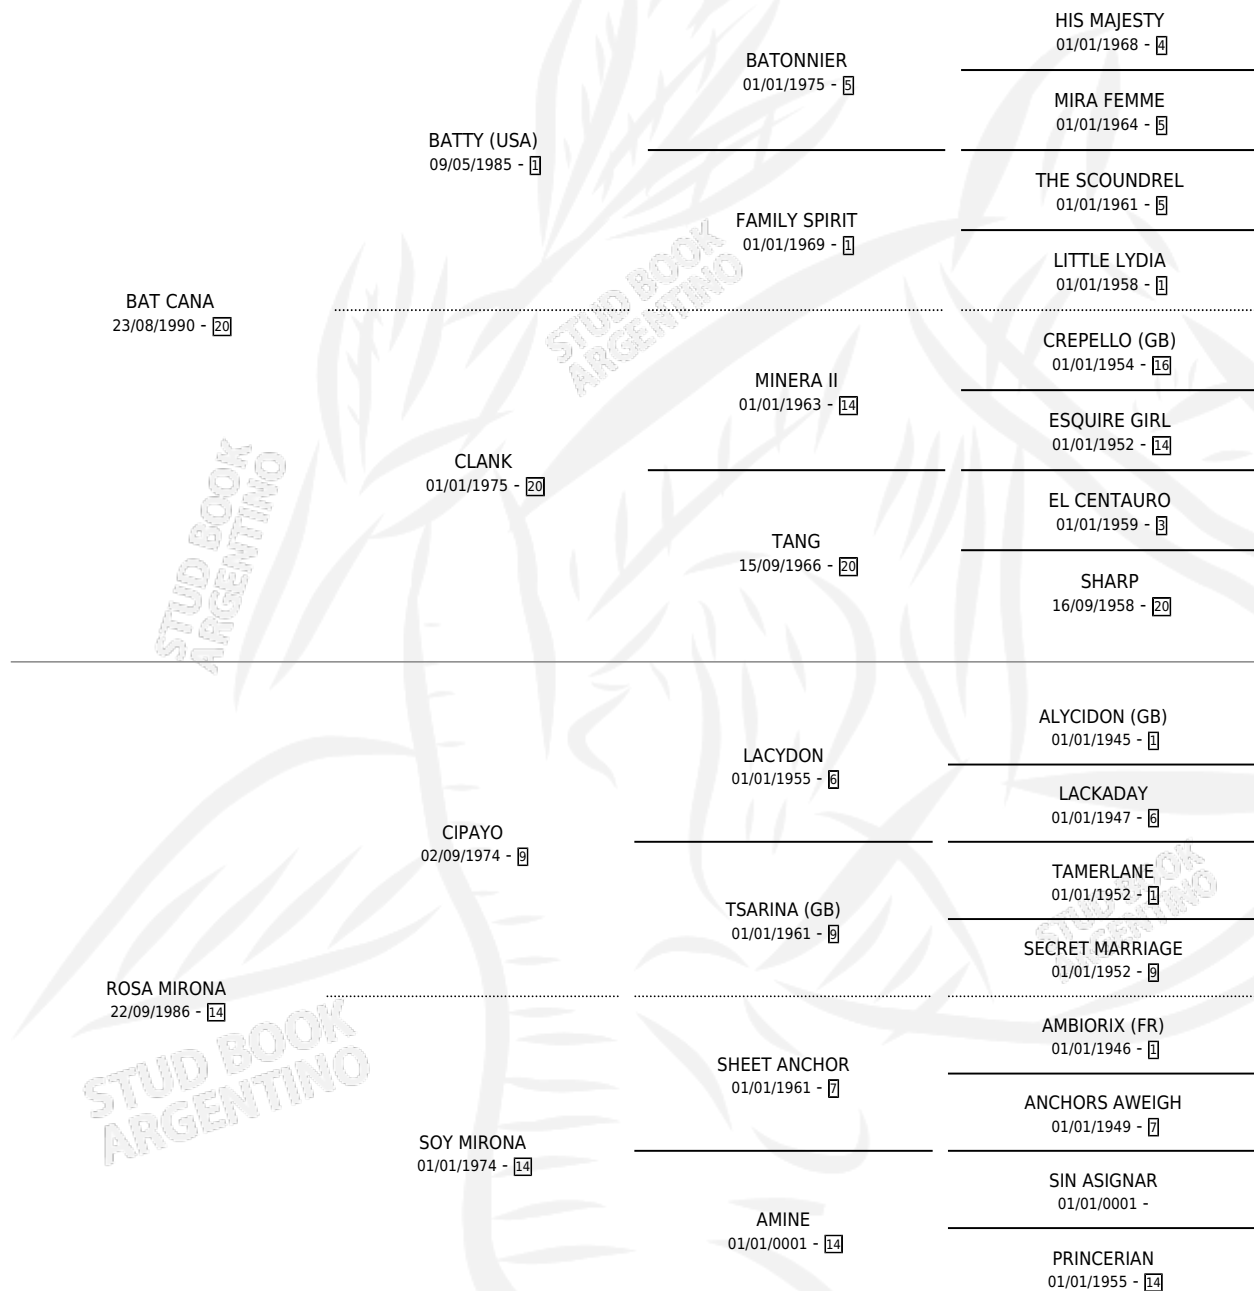 HIS MAJESTY
01/01/1968 - 4
BATONNIER
01/01/1975 - 5
MIRA FEMME
01/01/1964 - 5
BATTY (USA)
09/05/1985 - 1
THE SCOUNDREL
01/01/1961 - 5
FAMILY SPIRIT
01/01/1969 - 1
LITTLE LYDIA
01/01/1958 - 1
BAT CANA
23/08/1990 - 20
CREPELLO (GB)
01/01/1954 - 16
MINERA II
01/01/1963 - 14
ESQUIRE GIRL
01/01/1952 - 14
CLANK
01/01/1975 - 20
EL CENTAURO
01/01/1959 - 3
TANG
15/09/1966 - 20
SHARP
16/09/1958 - 20
ALYCIDON (GB)
01/01/1945 - 1
LACYDON
01/01/1955 - 6
LACKADAY
01/01/1947 - 6
CIPAYO
02/09/1974 - 9
TAMERLANE
01/01/1952 - 1
TSARINA (GB)
01/01/1961 - 9
SECRET MARRIAGE
01/01/1952 - 9
ROSA MIRONA
22/09/1986 - 14
AMBIORIX (FR)
01/01/1946 - 1
SHEET ANCHOR
01/01/1961 - 7
ANCHORS AWEIGH
01/01/1949 - 7
SOY MIRONA
01/01/1974 - 14
SIN ASIGNAR
01/01/0001 -
AMINE
01/01/0001 - 14
PRINCERIAN
01/01/1955 - 14
STUD BOOK
ARGENTINO
STUD BOOK
ARGENTINO
STUD BOOK
ARGENTINO
STUD BOOK
ARGENTINO